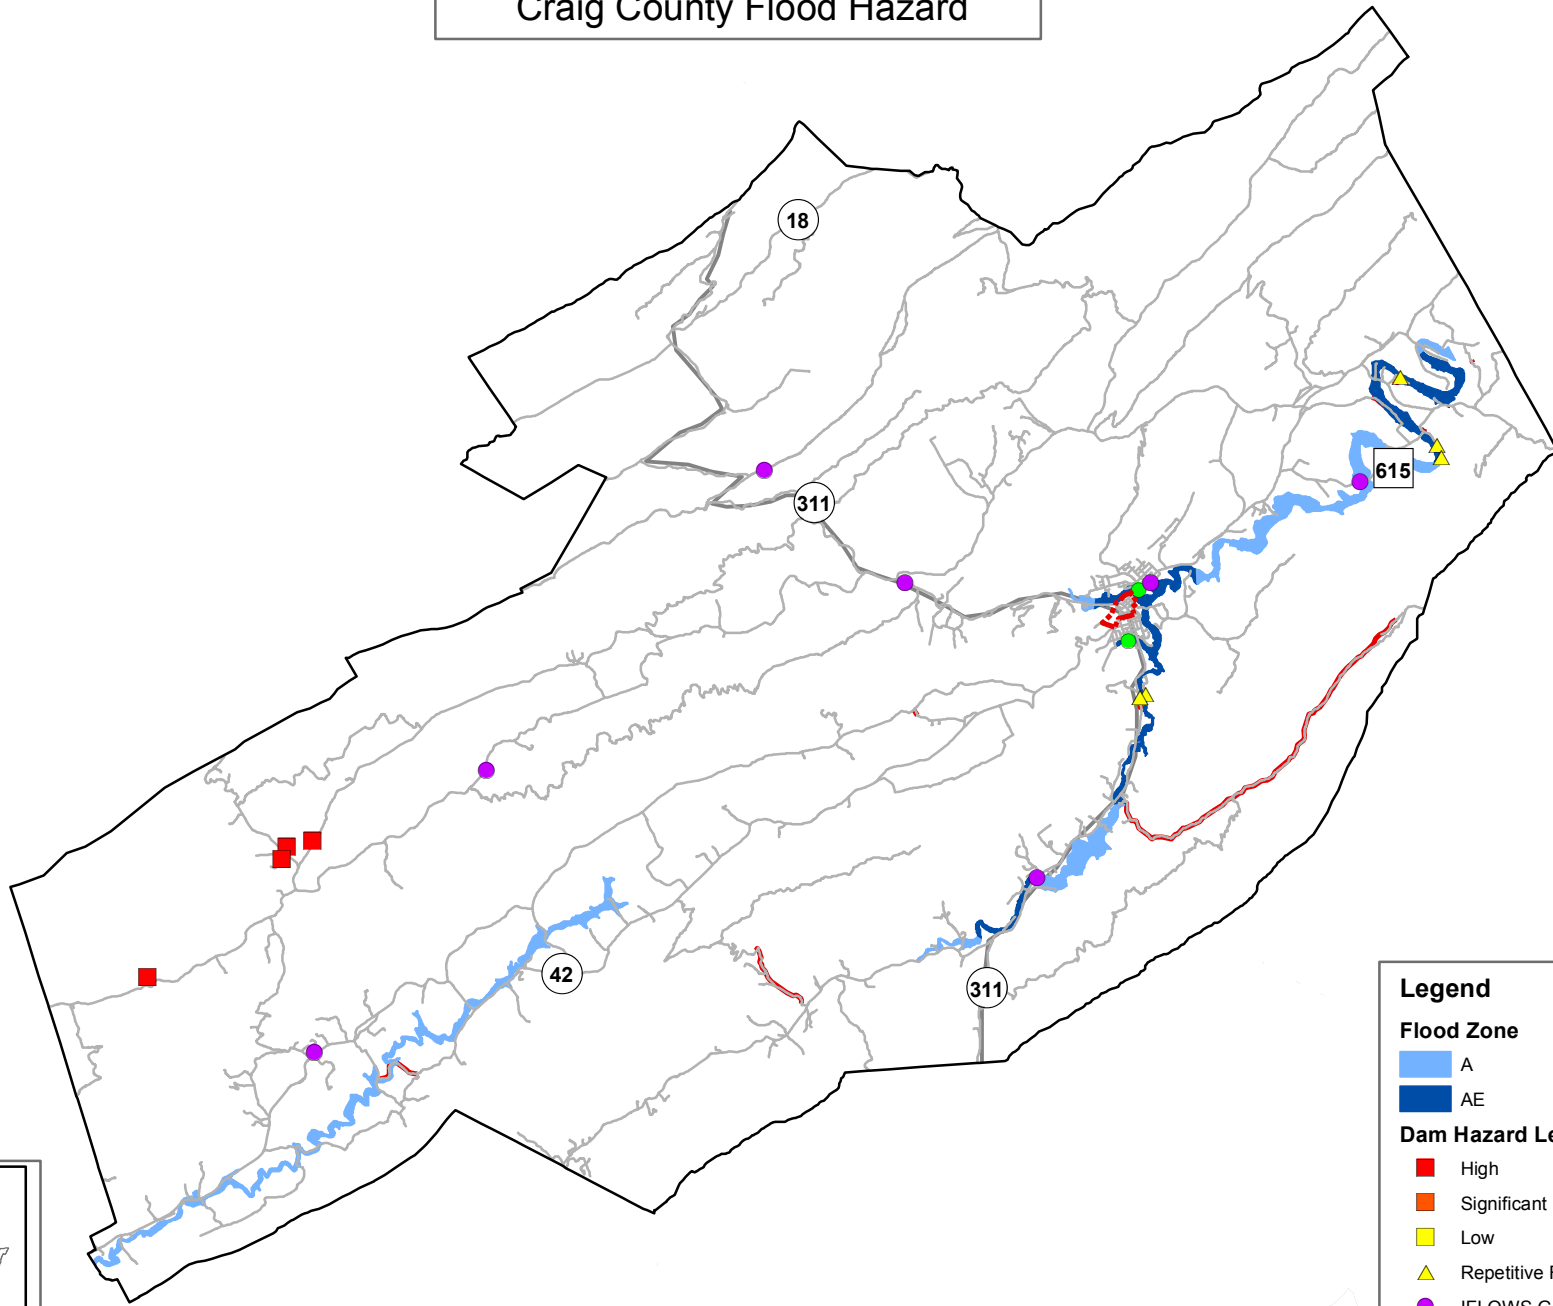 Craig County Flood Hazard
18
311
615
42
311
Legend
Flood Zone
A
AE
Dam Hazard Le
High
Significant
Low
Repetitive
IFLOWS